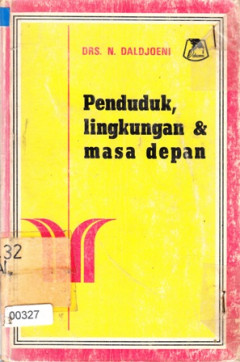 DRS. N. DALDJOENI
Penduduk,
lingkungan &
masa depan
32
00327